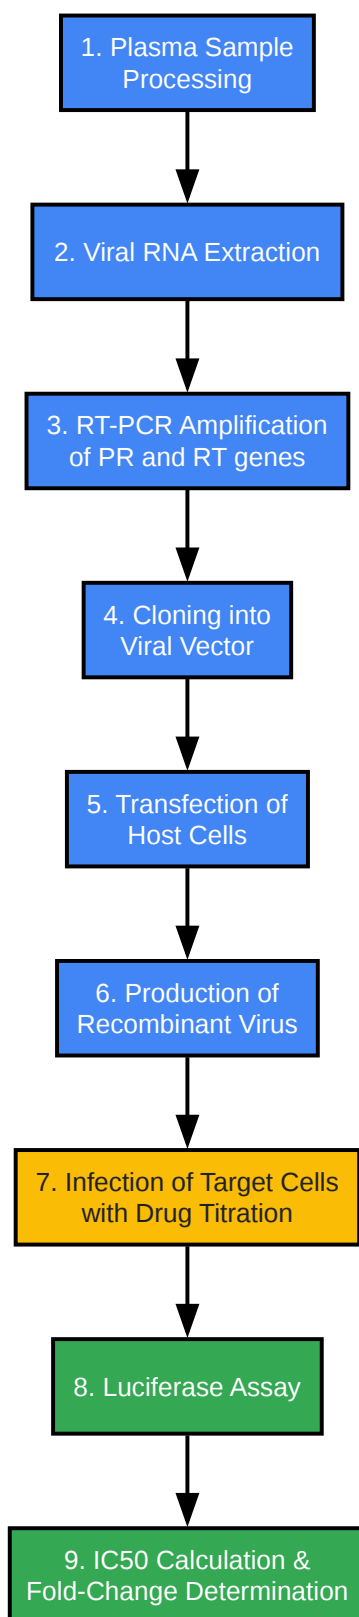 1. Plasma Sample
Processing
2. Viral RNA Extraction
3. RT-PCR Amplification
of PR and RT genes
4. Cloning into
Viral Vector
5. Transfection of
Host Cells
6. Production of
Recombinant Virus
7. Infection of Target Cells
with Drug Titration
8. Luciferase Assay
9. IC50 Calculation &
Fold-Change Determination